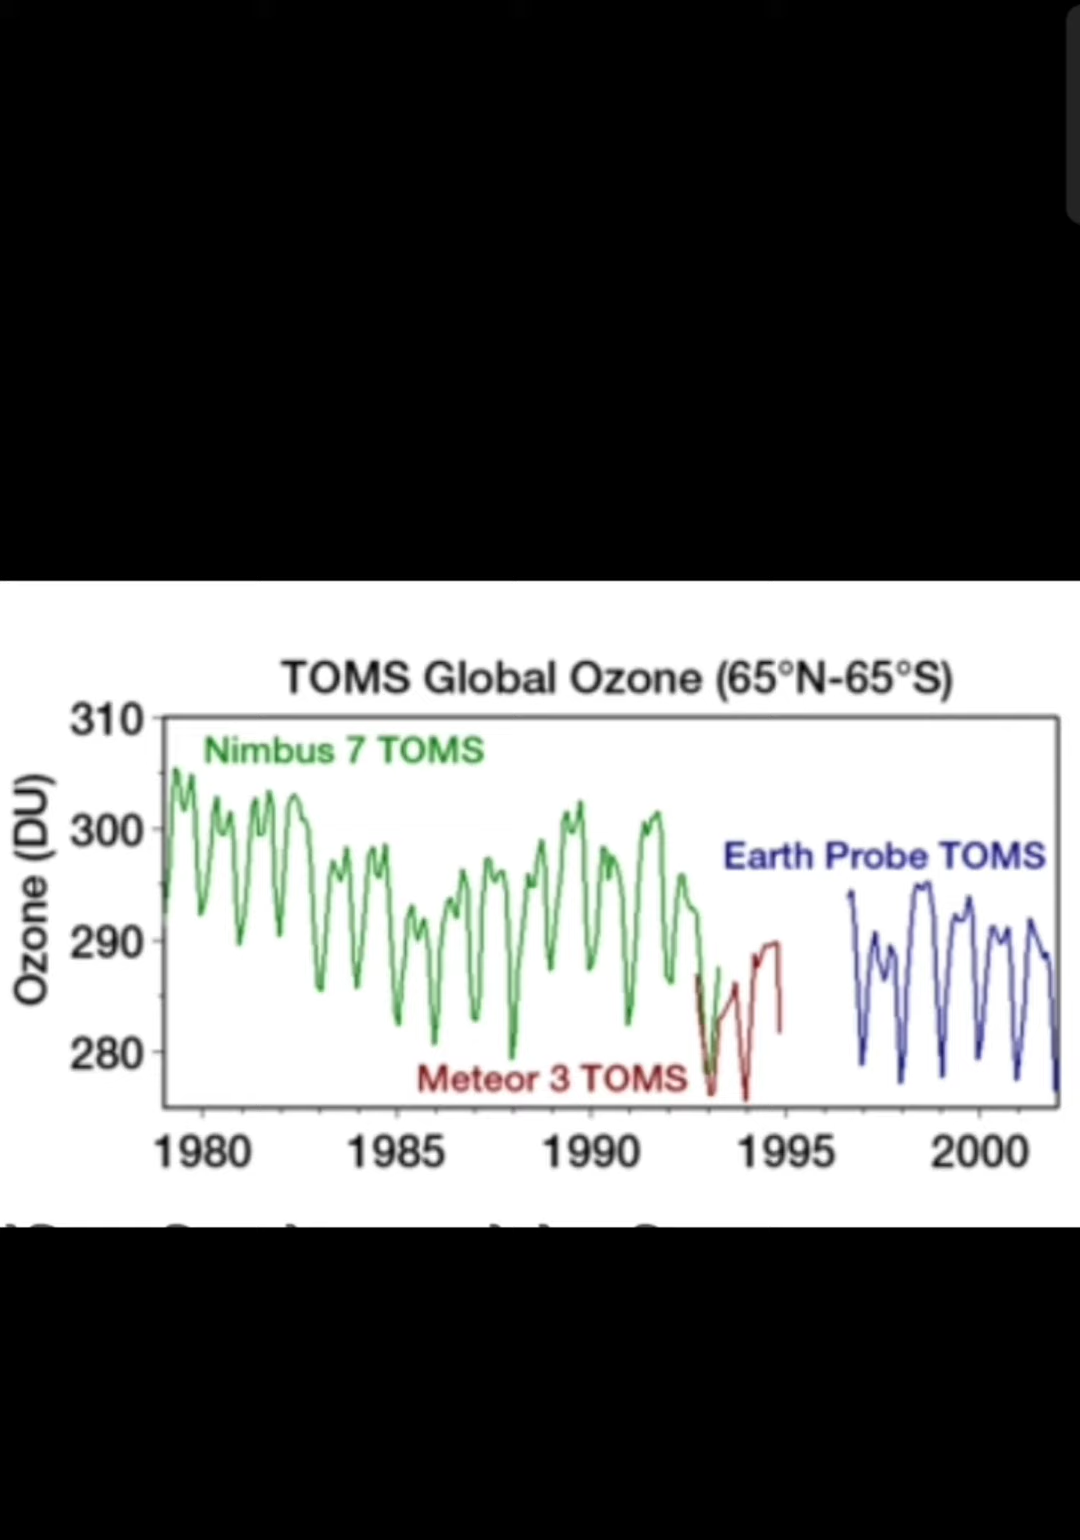 TOMS Global Ozone (65°N-65°S)
310
Nimbus 7 TOMS
Ozone (DU)
300
Earth Probe TOMS
290
280
Meteor 3 TOMS
1980 1985 1990 1995 2000